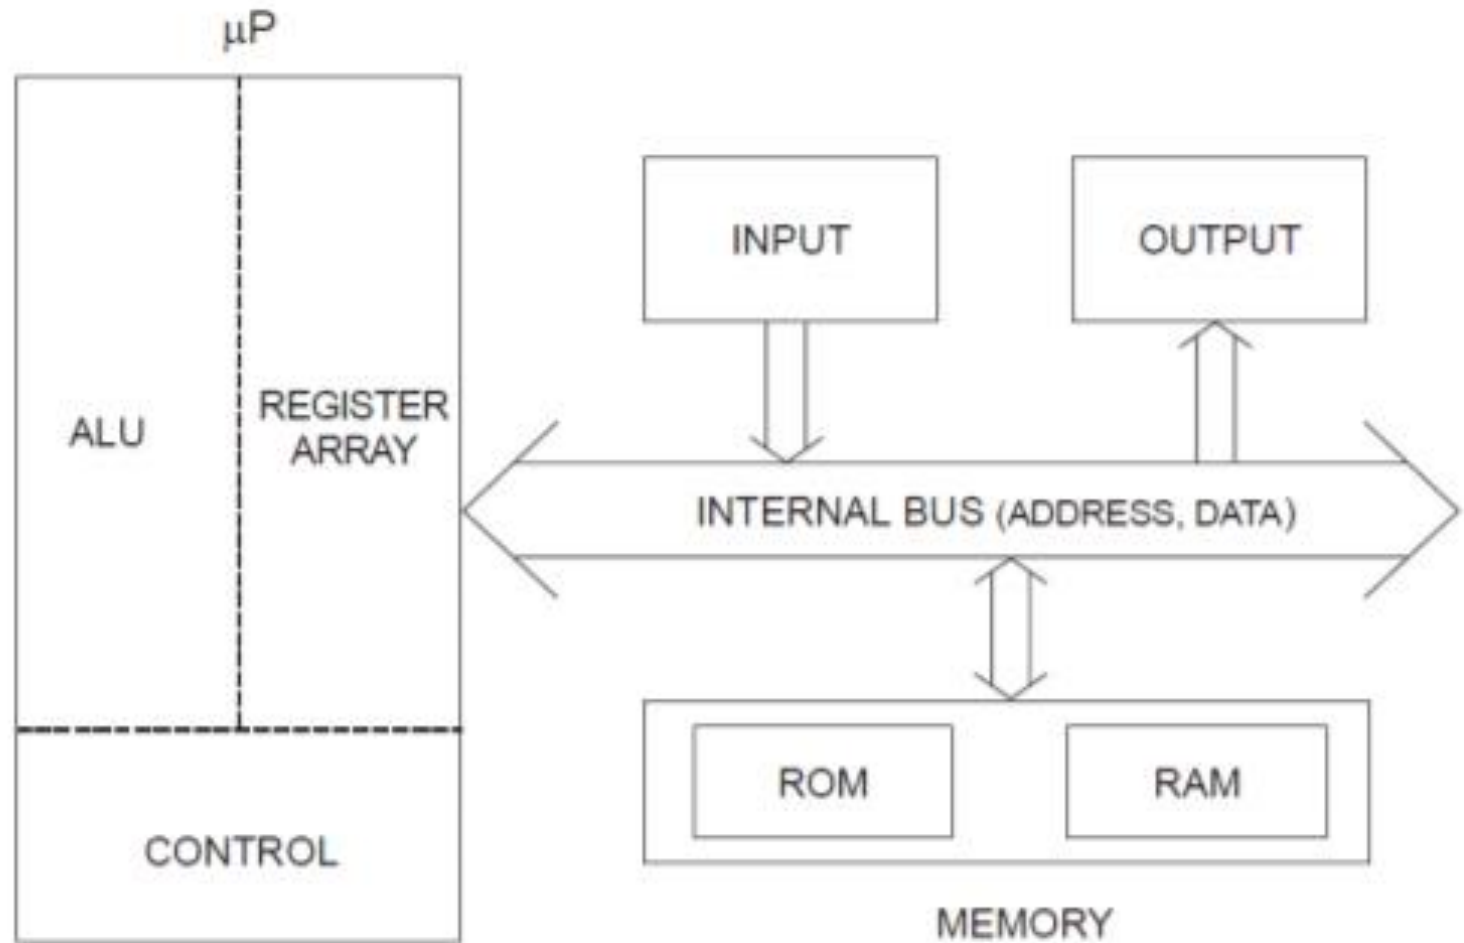 μP
INPUT
OUTPUT
ALU
REGISTER
ARRAY
INTERNAL BUS (ADDRESS, DATA)
ROM
RAM
CONTROL
MEMORY